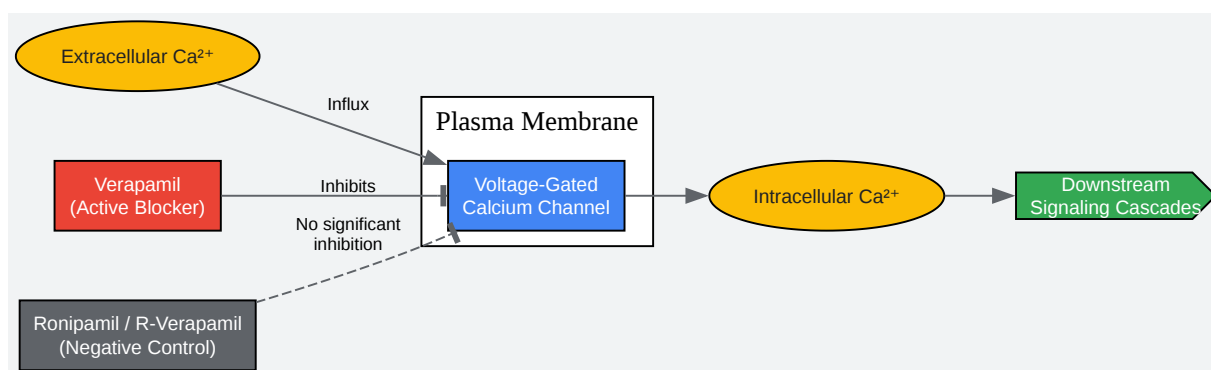 Extracellular Ca²⁺
Influx
Plasma Membrane
Verapamil
(Active Blocker)
Inhibits
Voltage-Gated
Calcium Channel
Intracellular Ca²⁺
Downstream
Signaling Cascades
No significant
inhibition
Ronipamil / R-Verapamil
(Negative Control)